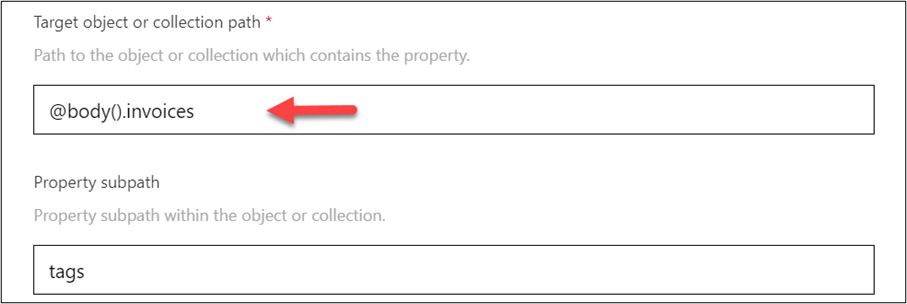 Target object or collection path *
Path to the object or collection which contains the property.
@body().invoices
Property subpath
Property subpath within the object or collection.
tags